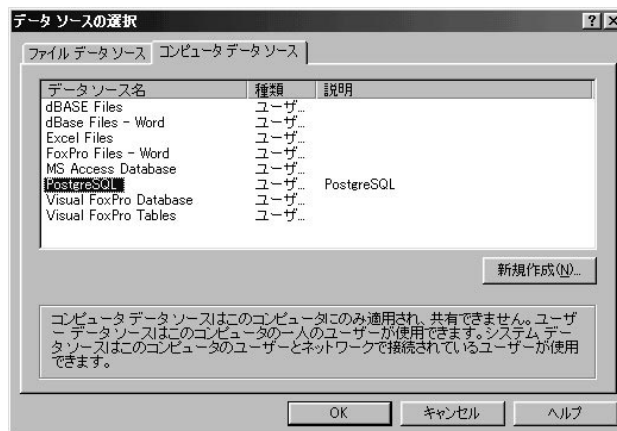 データ ソースの選択
ファイル データ ソース コンピュータ データ ソース
データ ソース名 種類 説明
dBASE Files ユーザ...
dBase Files - Word ユーザ...
Excel Files ユーザ...
FoxPro Files - Word ユーザ...
MS Access Database ユーザ...
PostgreSQL ユーザ... PostgreSQL
Visual FoxPro Database ユーザ...
Visual FoxPro Tables ユーザ...
新規作成(N)...
コンピュータ データ ソースはこのコンピュータにのみ適用され、共有できません。ユーザ
ー データ ソースはこのコンピュータの一人のユーザーが使用できます。システム デー
タ ソースはこのコンピュータのユーザーとネットワークで接続されているユーザーが使用
できます。
OK キャンセル ヘルプ